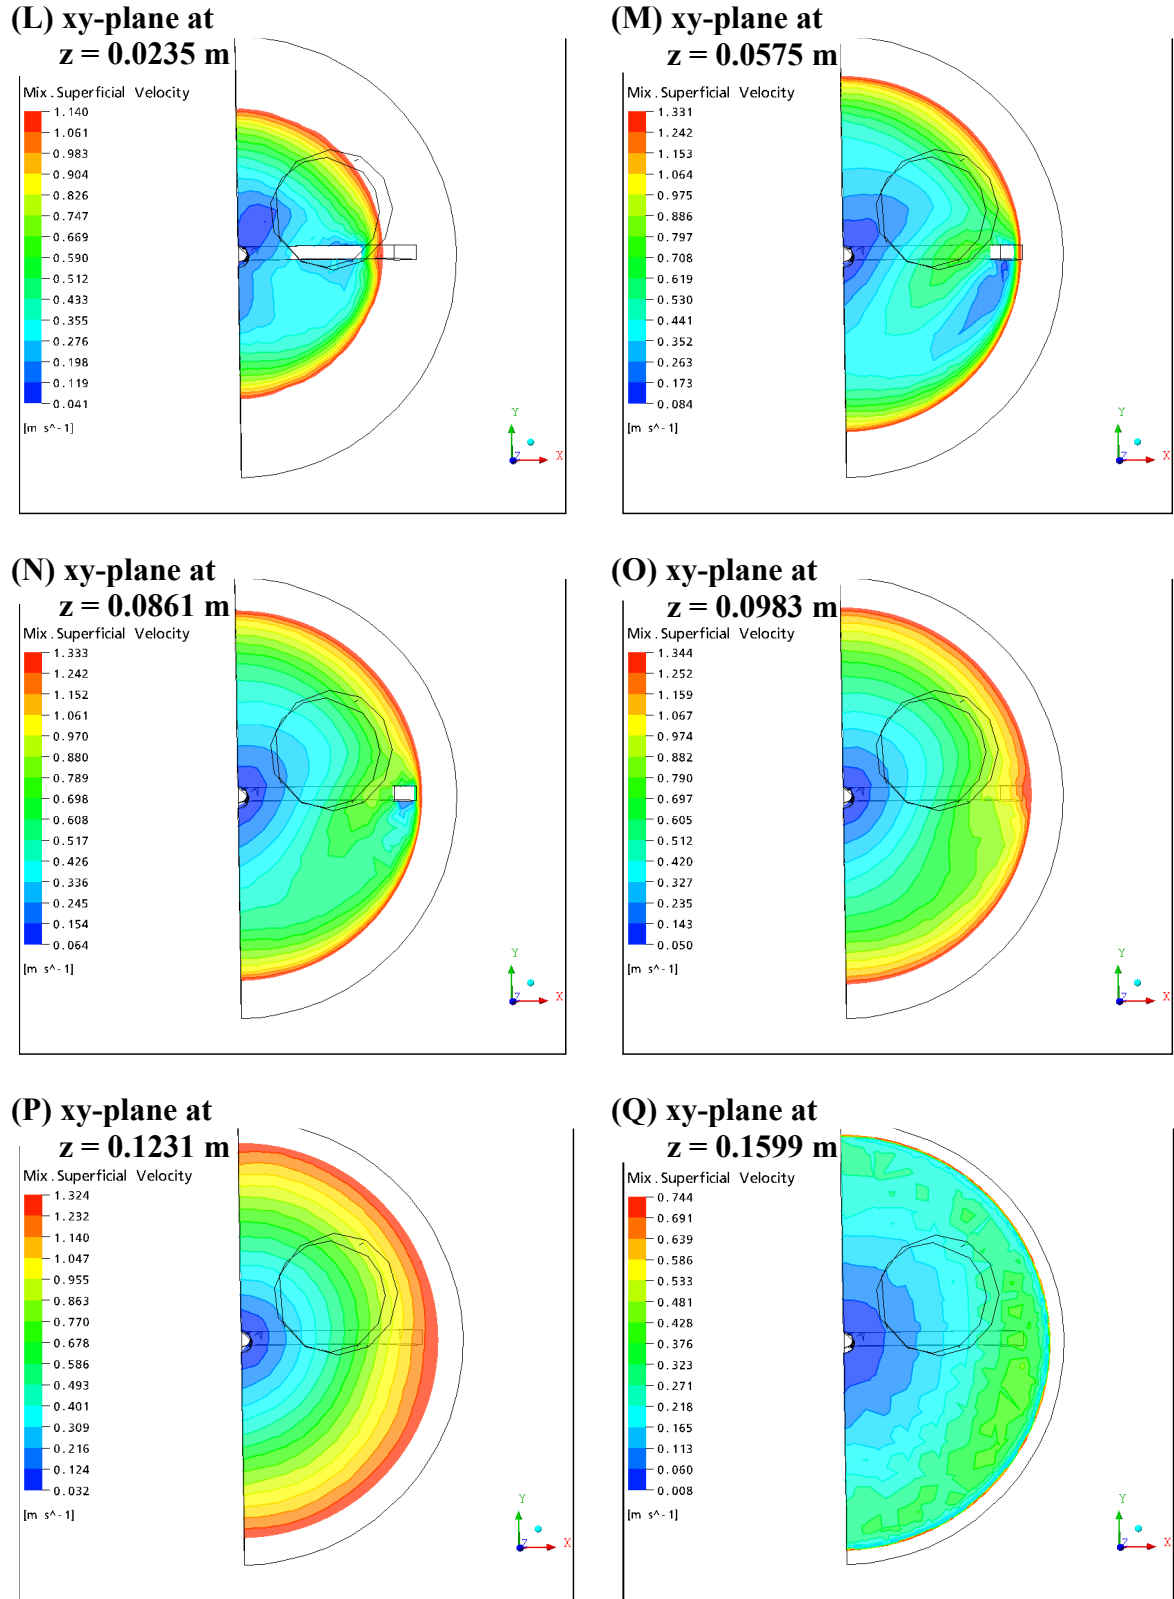 (L) xy-plane at
z = 0.0235 m
Mix.Superficial Velocity
1.140
1.061
0.983
0.904
0.826
0.747
0.669
0.590
0.512
0.433
0.355
0.276
0.198
0.119
0.041
[m s^-1]
Y
Z
X
(M) xy-plane at
z = 0.0575 m
Mix.Superficial Velocity
1.331
1.242
1.153
1.064
0.975
0.886
0.797
0.708
0.619
0.530
0.441
0.352
0.263
0.173
0.084
[m s^-1]
Y
Z
X
(N) xy-plane at
z = 0.0861 m
Mix.Superficial Velocity
1.333
1.242
1.152
1.061
0.970
0.880
0.789
0.698
0.608
0.517
0.426
0.336
0.245
0.154
0.064
[m s^-1]
Y
Z
X
(O) xy-plane at
z = 0.0983 m
Mix.Superficial Velocity
1.344
1.252
1.159
1.067
0.974
0.882
0.790
0.697
0.605
0.512
0.420
0.327
0.235
0.143
0.050
[m s^-1]
Y
Z
X
(P) xy-plane at
z = 0.1231 m
Mix.Superficial Velocity
1.324
1.232
1.140
1.047
0.955
0.863
0.770
0.678
0.586
0.493
0.401
0.309
0.216
0.124
0.032
[m s^-1]
Y
Z
X
(Q) xy-plane at
z = 0.1599 m
Mix.Superficial Velocity
0.744
0.691
0.639
0.586
0.533
0.481
0.428
0.376
0.323
0.271
0.218
0.165
0.113
0.060
0.008
[m s^-1]
Y
Z
X